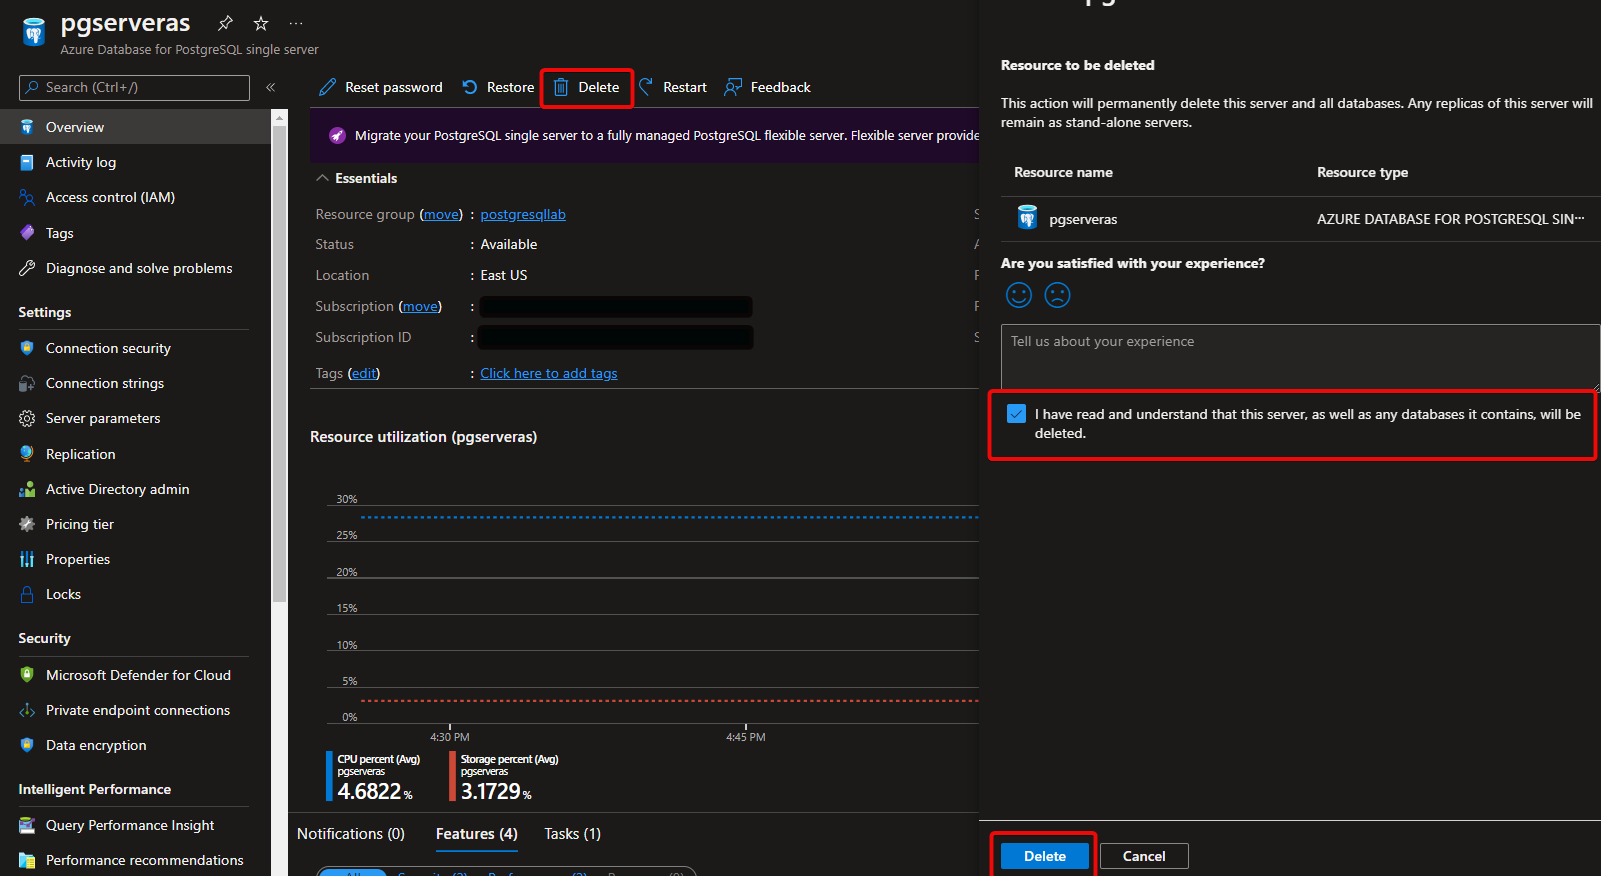 pgserveras
Azure Database for PostgreSQL single server
Search (Ctrl+/)
Overview
Activity log
Access control (IAM)
Tags
Diagnose and solve problems
Settings
Connection security
Connection strings
Server parameters
Replication
Active Directory admin
Pricing tier
Properties
Locks
Security
Microsoft Defender for Cloud
Private endpoint connections
Data encryption
Intelligent Performance
Query Performance Insight
Performance recommendations
Reset password Restore Delete Restart Feedback
Migrate your PostgreSQL single server to a fully managed PostgreSQL flexible server. Flexible server provide
Essentials
Resource group (move) : postgresqllab
Status : Available
Location : East US
Subscription (move) :
Subscription ID :
Tags (edit) : Click here to add tags
Resource utilization (pgserveras)
30%
25%
20%
15%
10%
5%
0%
4:30 PM 4:45 PM
CPU percent (Avg)
pgserveras
4.6822 %
Storage percent (Avg)
pgserveras
3.1729 %
Notifications (0) Features (4) Tasks (1)
Resource to be deleted
This action will permanently delete this server and all databases. Any replicas of this server will
remain as stand-alone servers.
Resource name Resource type
pgserveras AZURE DATABASE FOR POSTGRESQL SIN···
Are you satisfied with your experience?
Tell us about your experience
I have read and understand that this server, as well as any databases it contains, will be
deleted.
Delete Cancel